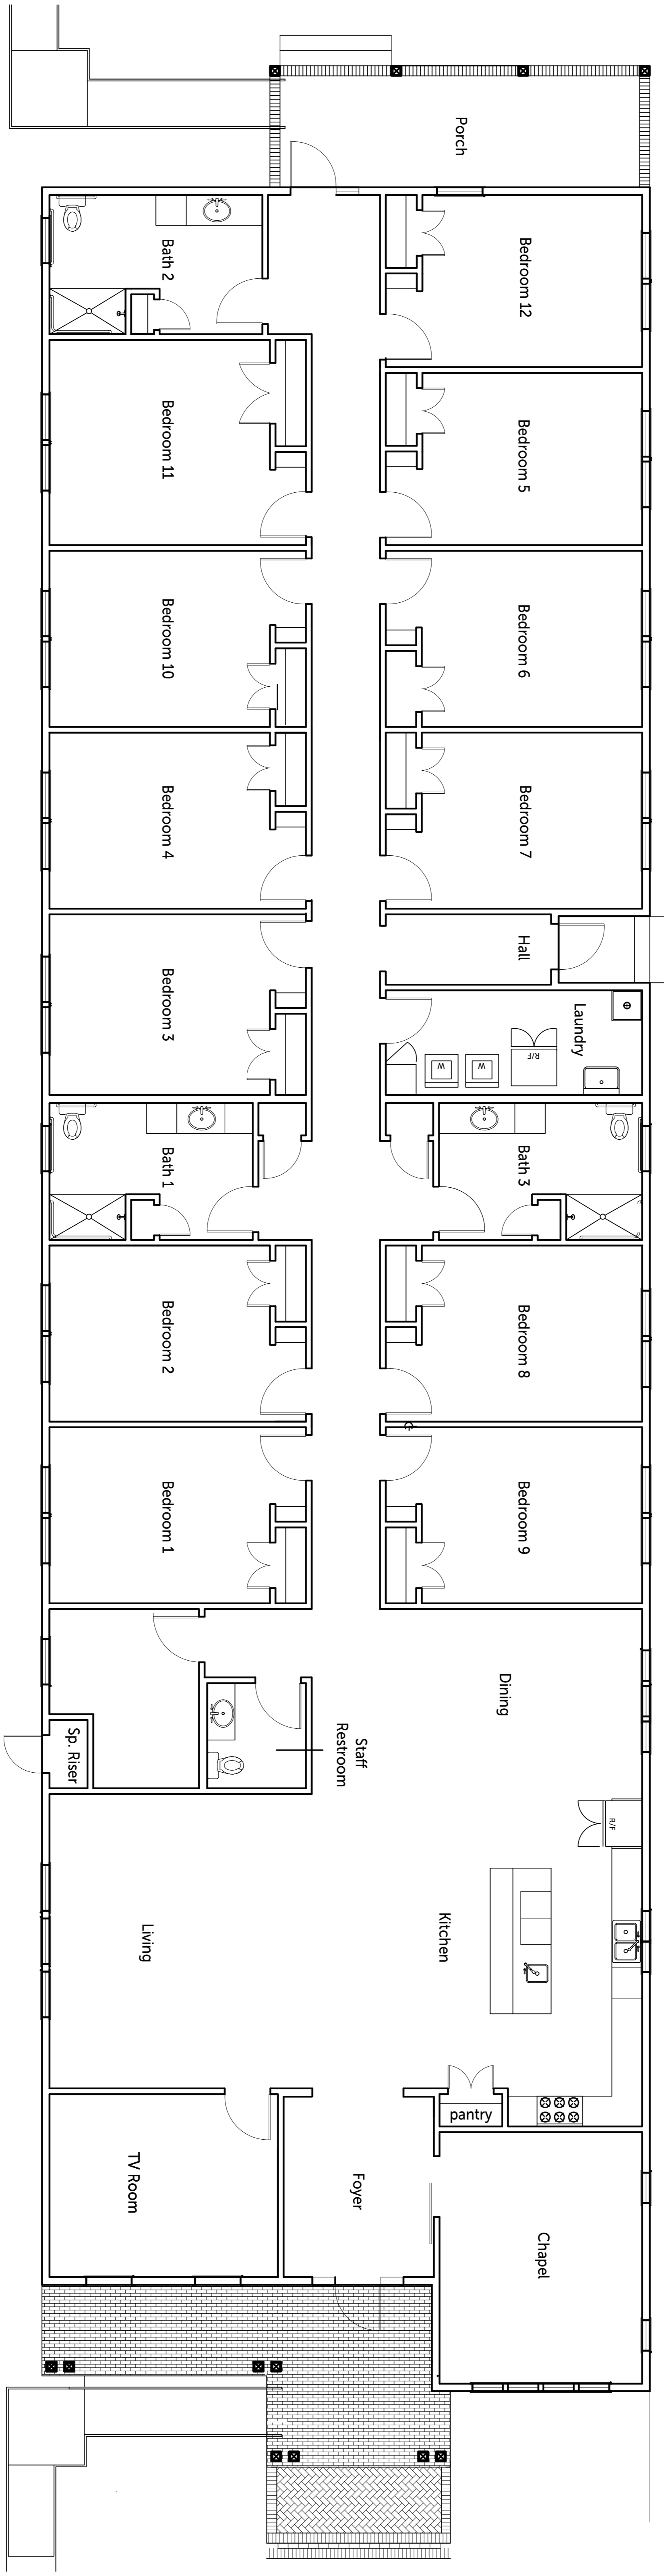 Porch
Bath 2
Bedroom 12
Bedroom 11
Bedroom 5
Bedroom 10
Bedroom 6
Bedroom 4
Bedroom 7
Bedroom 3
Hall
Laundry
R/F
W
W
Bath 1
Bath 3
Bedroom 2
Bedroom 8
Bedroom 1
Bedroom 9
Dining
Staff
Restroom
Sp. Riser
R/F
Living
Kitchen
pantry
TV Room
Foyer
Chapel